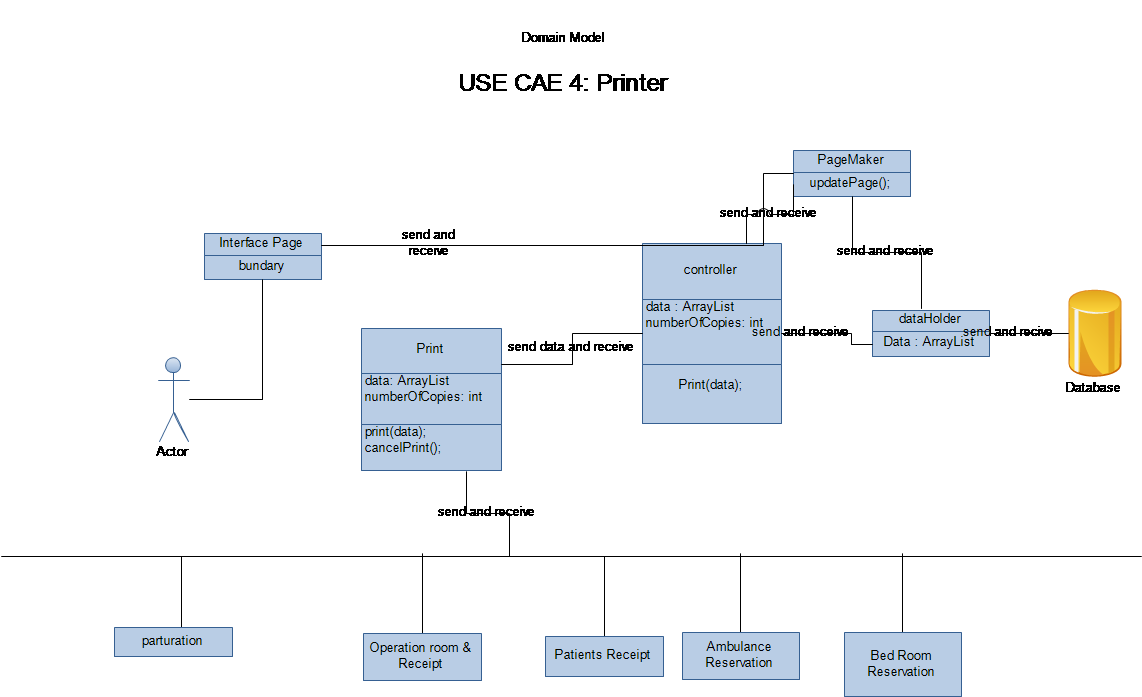 Domain Model
USE CAE 4: Printer
PageMaker
updatePage();
send and receive
Interface Page
bundary
send and
receive
send and receive
controller
data : ArrayList
numberOfCopies: int
Print(data);
send and receive
dataHolder
Data : ArrayList
send and recive
Database
Print
data: ArrayList
numberOfCopies: int
print(data);
cancelPrint();
send data and receive
Actor
send and receive
parturation
Operation room &
Receipt
Patients Receipt
Ambulance
Reservation
Bed Room
Reservation